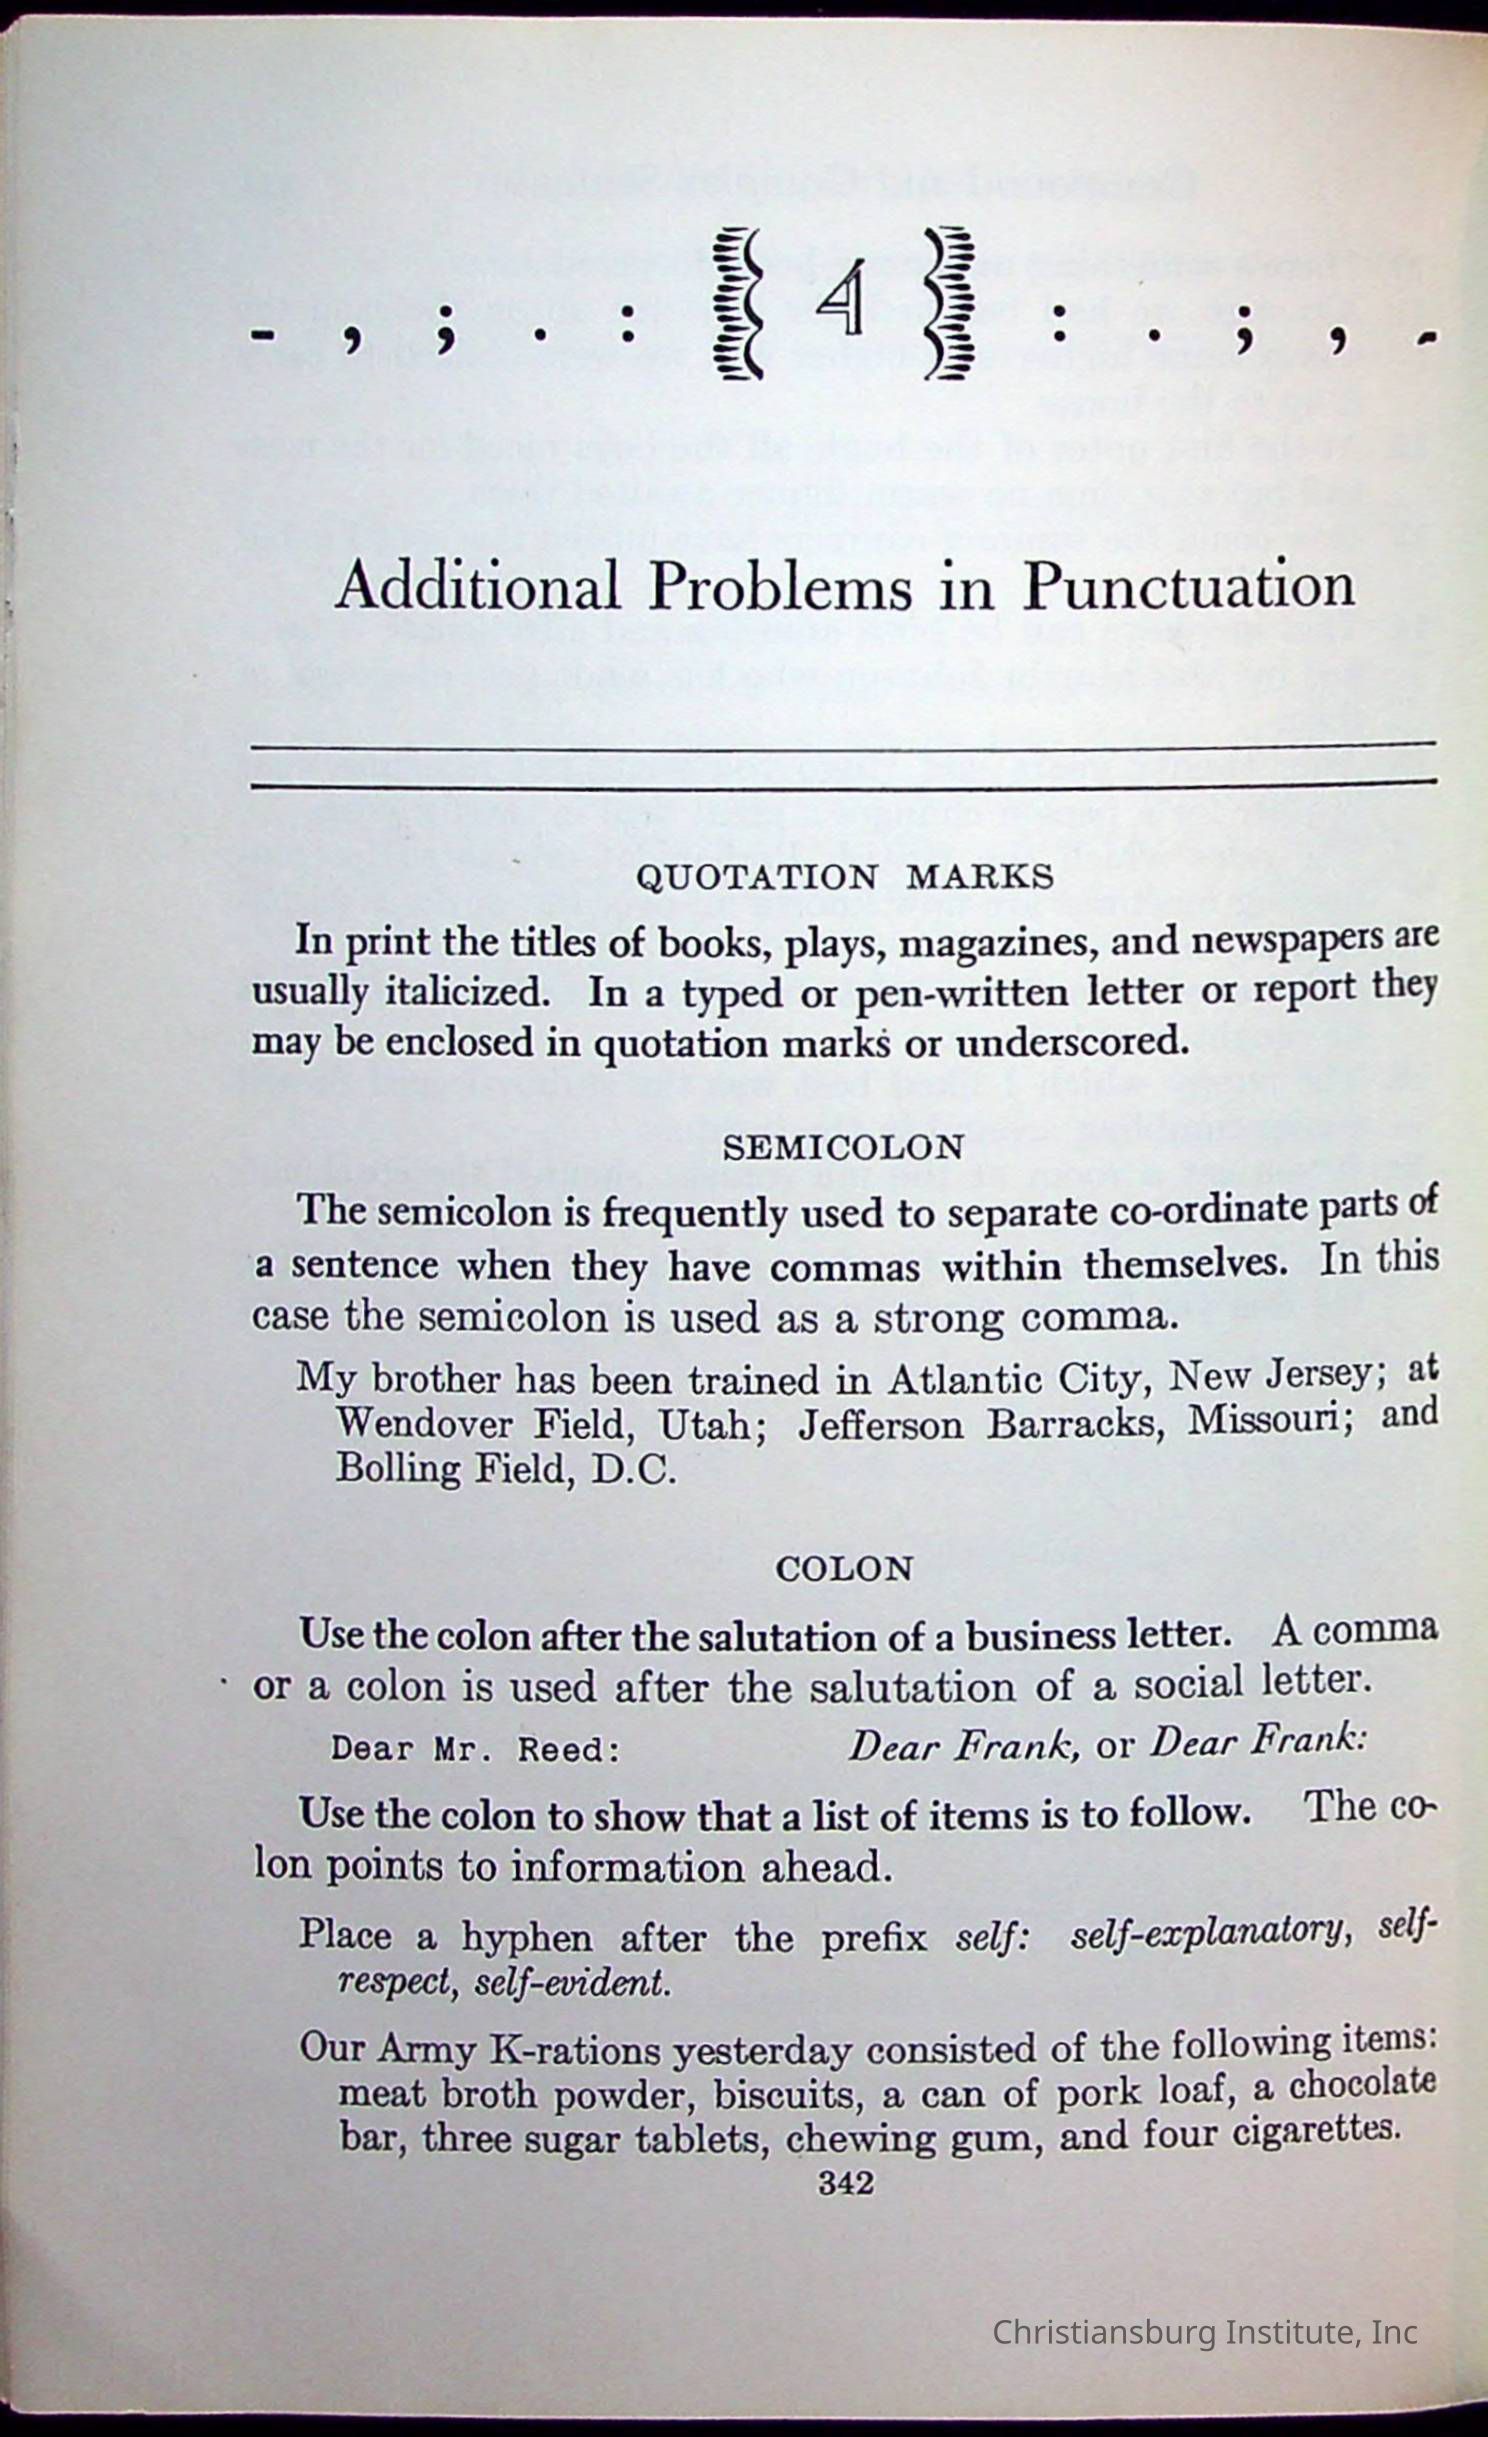 - , ; . : { 4 } : . ; , -
Additional Problems in Punctuation
QUOTATION MARKS
In print the titles of books, plays, magazines, and newspapers are
usually italicized. In a typed or pen-written letter or report they
may be enclosed in quotation marks or underscored.
SEMICOLON
The semicolon is frequently used to separate co-ordinate parts of
a sentence when they have commas within themselves. In this
case the semicolon is used as a strong comma.
My brother has been trained in Atlantic City, New Jersey; at
Wendover Field, Utah; Jefferson Barracks, Missouri; and
Bolling Field, D.C.
COLON
Use the colon after the salutation of a business letter. A comma
or a colon is used after the salutation of a social letter.
Dear Mr. Reed: Dear Frank, or Dear Frank:
Use the colon to show that a list of items is to follow. The co-
lon points to information ahead.
Place a hyphen after the prefix self: self-explanatory, self-
respect, self-evident.
Our Army K-rations yesterday consisted of the following items:
meat broth powder, biscuits, a can of pork loaf, a chocolate
bar, three sugar tablets, chewing gum, and four cigarettes.
342
Christiansburg Institute, Inc